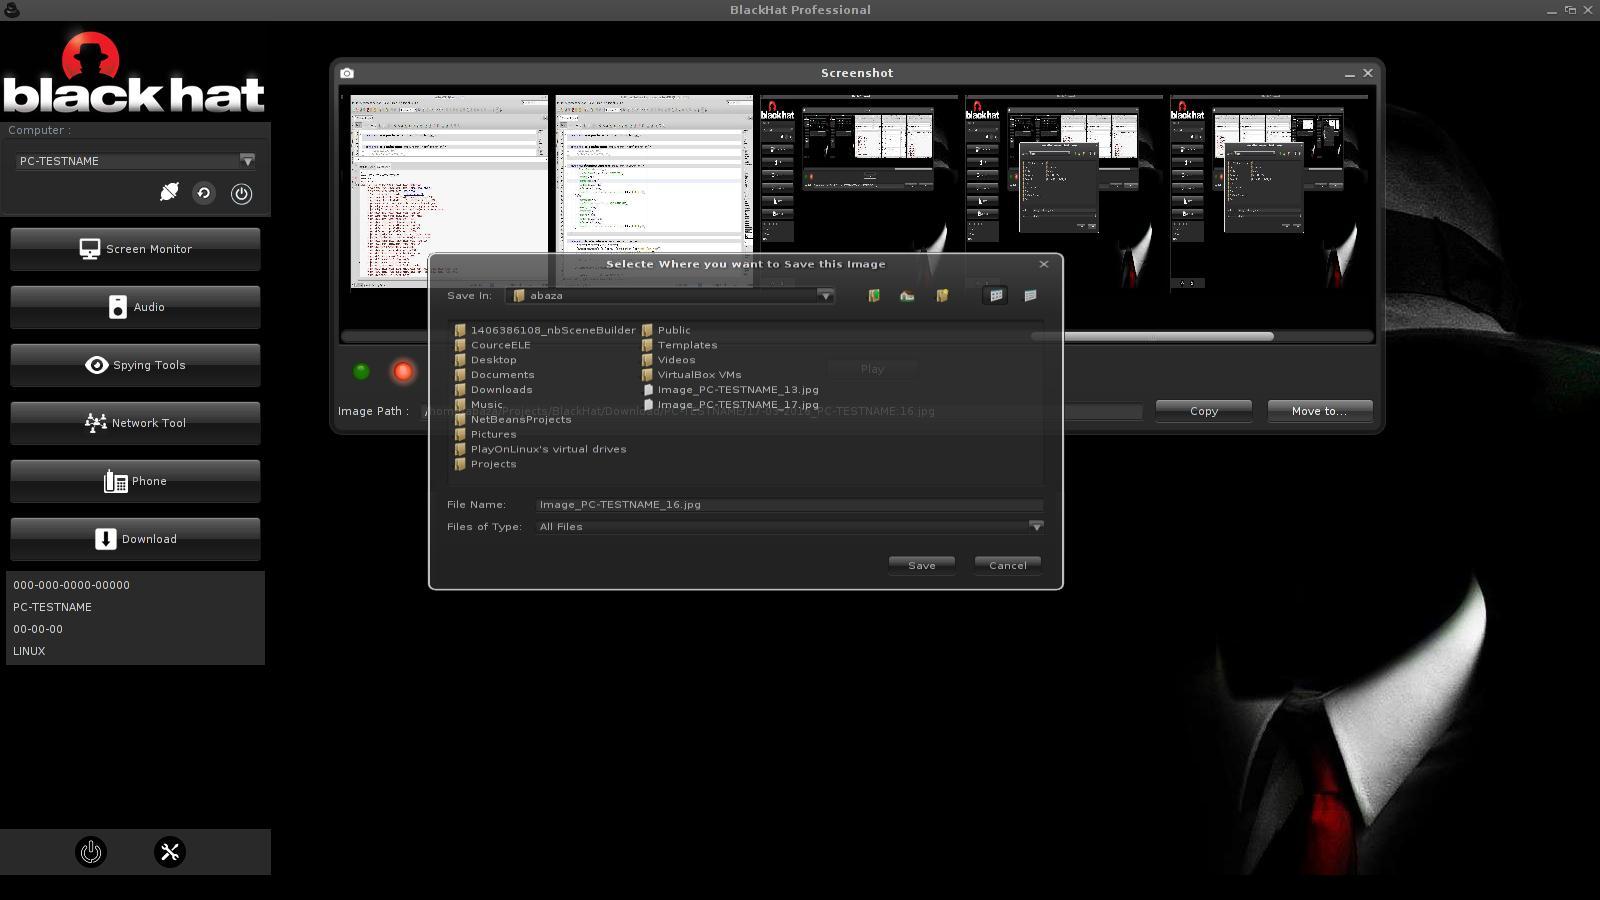 BlackHat Professional
black hat
Computer :
PC-TESTNAME
Screen Monitor
Audio
Spying Tools
Network Tool
Phone
Download
000-000-0000-00000
PC-TESTNAME
00-00-00
LINUX
Screenshot
Play
Image Path :
Copy
Move to...
Selecte Where you want to Save this Image
Save In:
abaza
1406386108_nbSceneBuilder
CourceELE
Desktop
Documents
Downloads
Music
NetBeansProjects
Pictures
PlayOnLinux's virtual drives
Projects
Public
Templates
Videos
VirtualBox VMs
Image_PC-TESTNAME_13.jpg
Image_PC-TESTNAME_17.jpg
File Name:
Image_PC-TESTNAME_16.jpg
Files of Type:
All Files
Save
Cancel